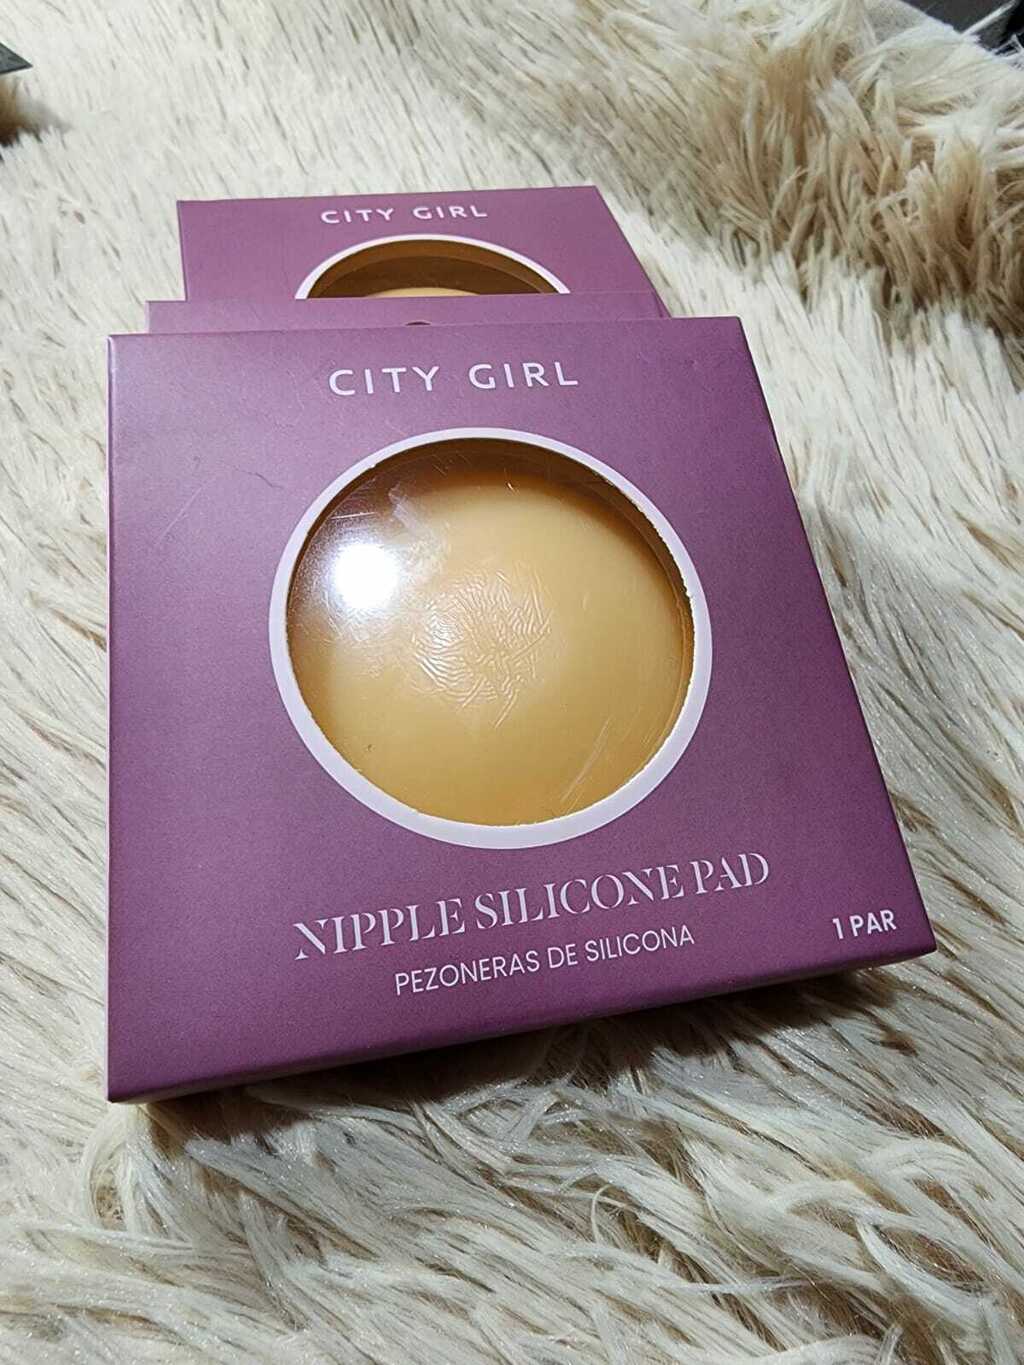 CITY GIRL
CITY GIRL
NIPPLE SILICONE PAD
PEZONERAS DE SILICONA
1 PAR